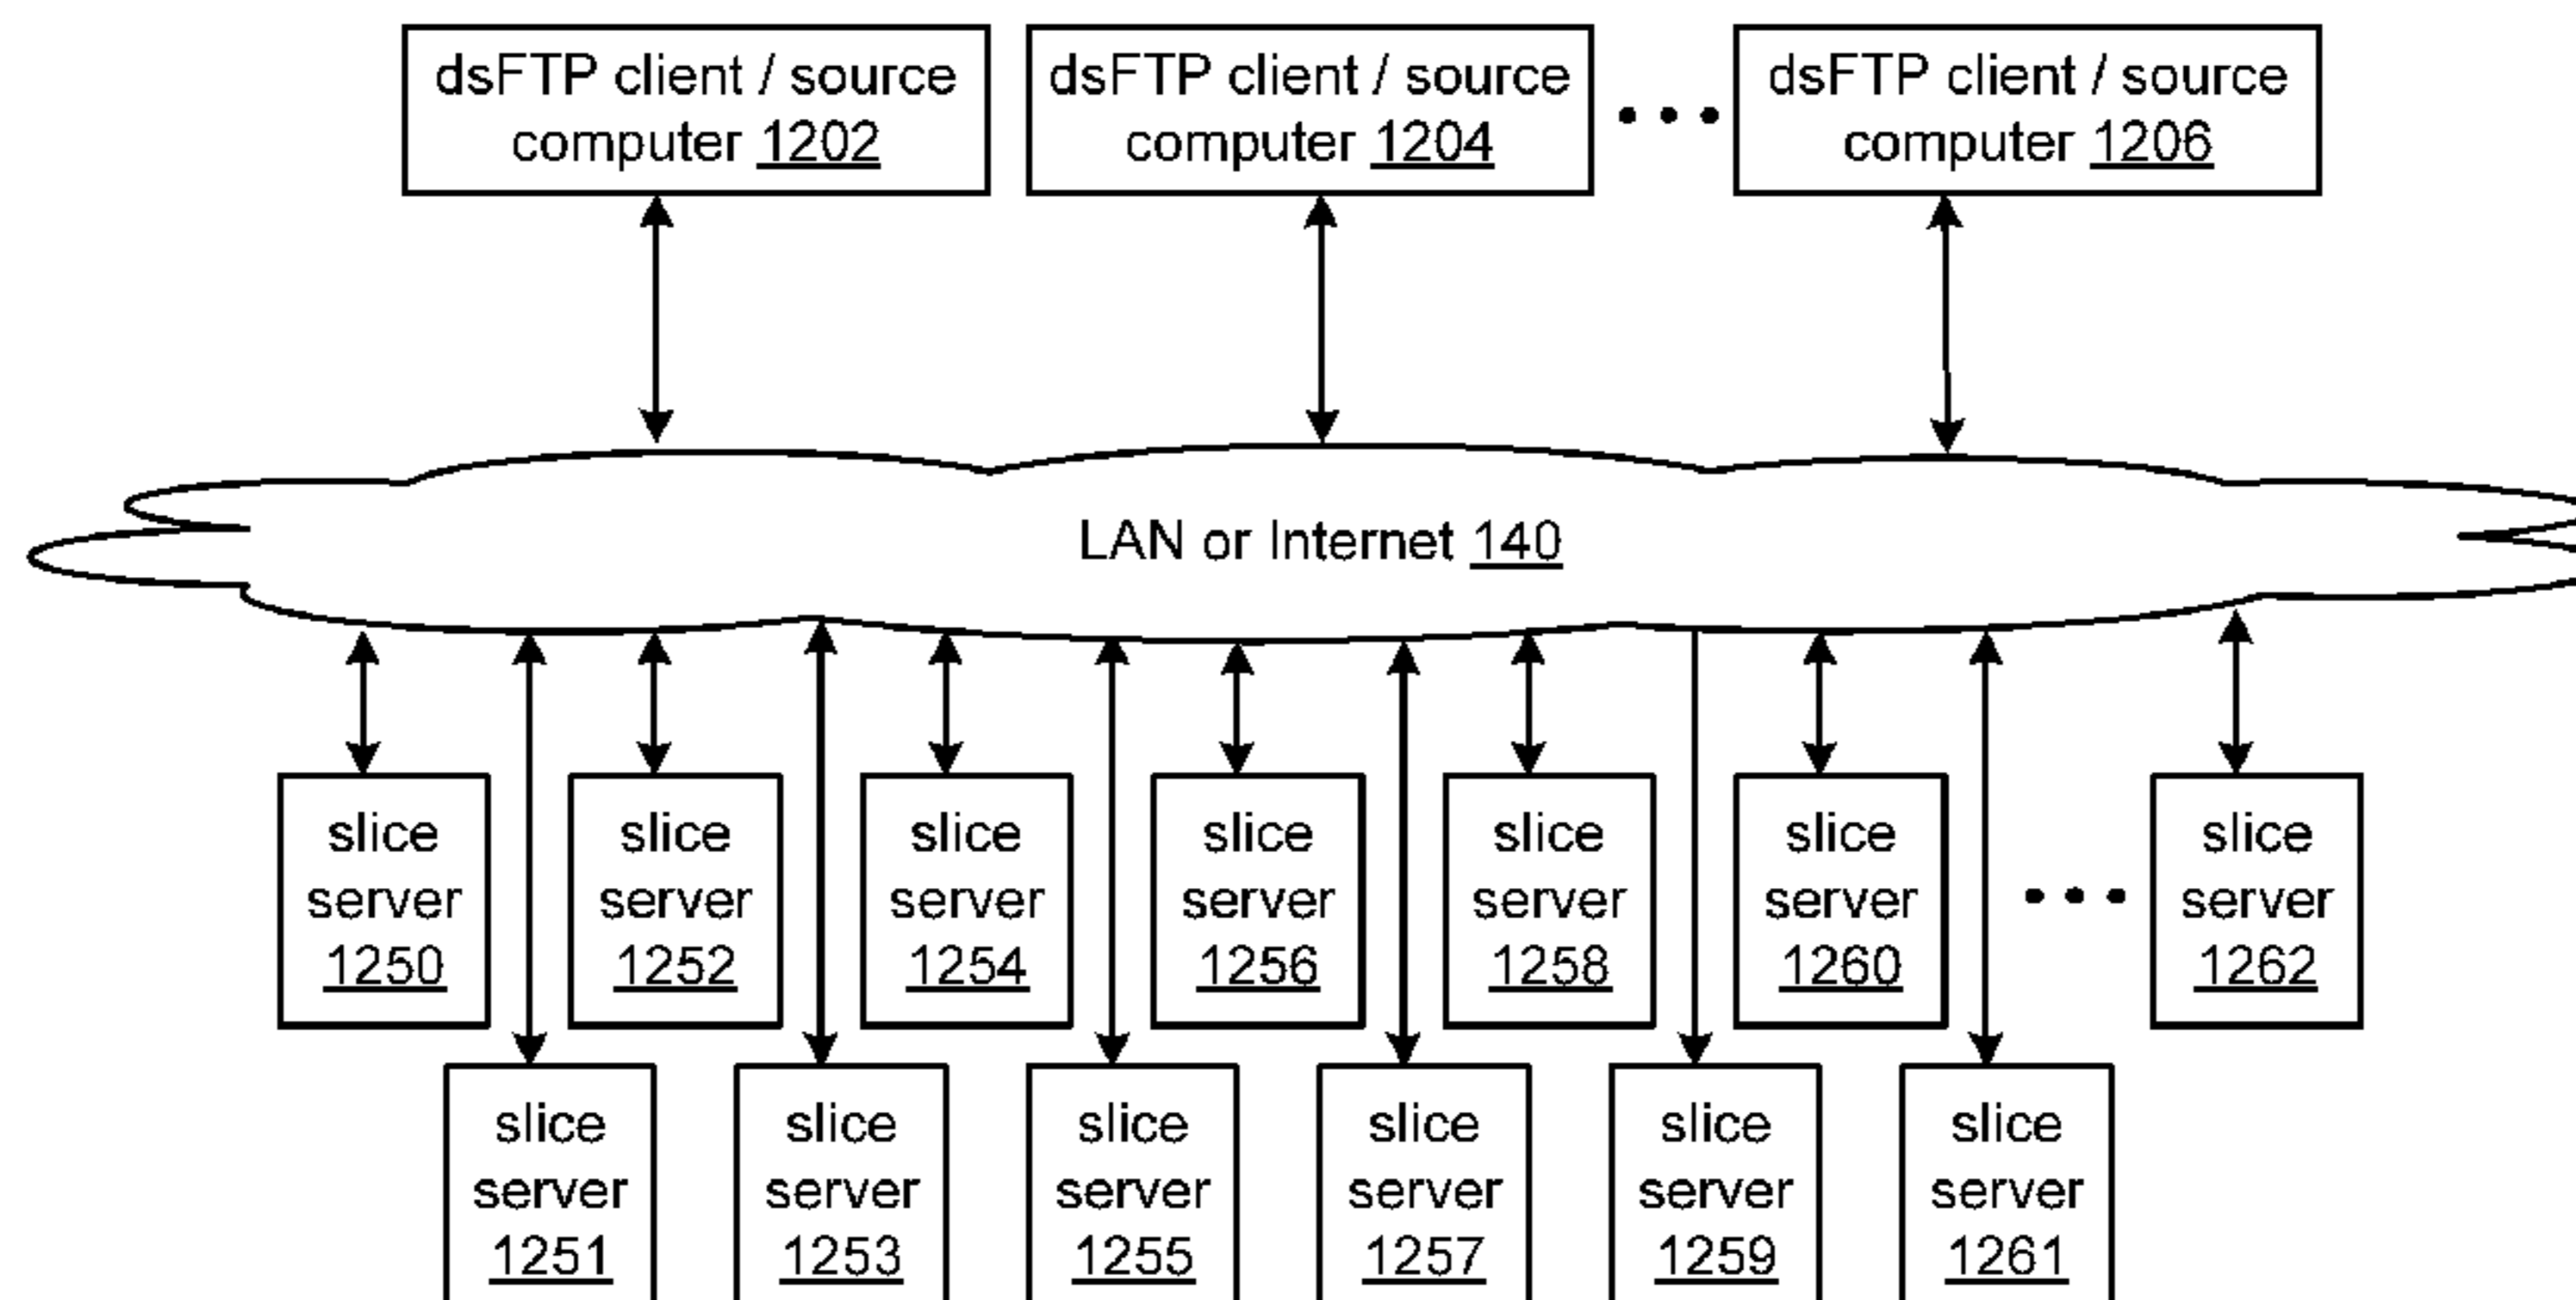 dsFTP client / source
computer 1202
dsFTP client / source
computer 1204
dsFTP client / source
computer 1206
LAN or Internet 140
slice
server
1250
slice
server
1252
slice
server
1254
slice
server
1256
slice
server
1258
slice
server
1260
slice
server
1262
slice
server
1251
slice
server
1253
slice
server
1255
slice
server
1257
slice
server
1259
slice
server
1261